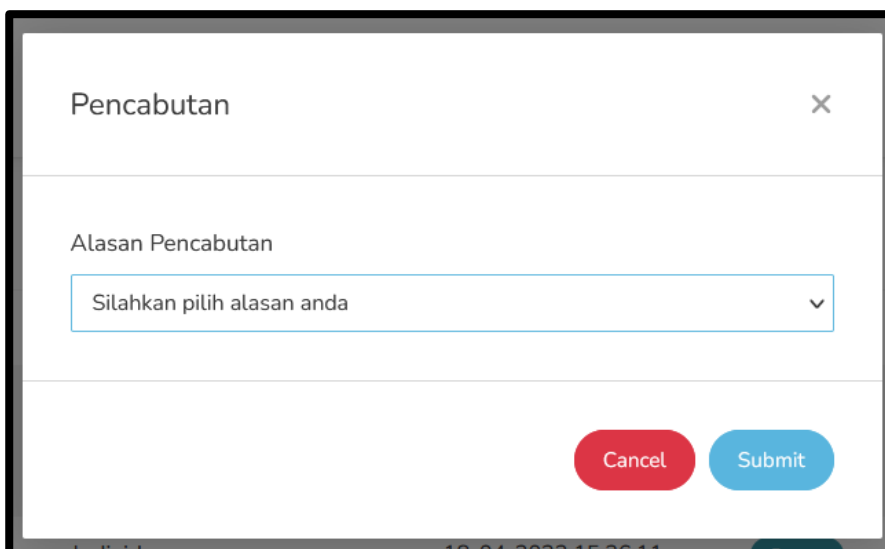 Pencabutan
Alasan Pencabutan
Silahkan pilih alasan anda
Cancel Submit